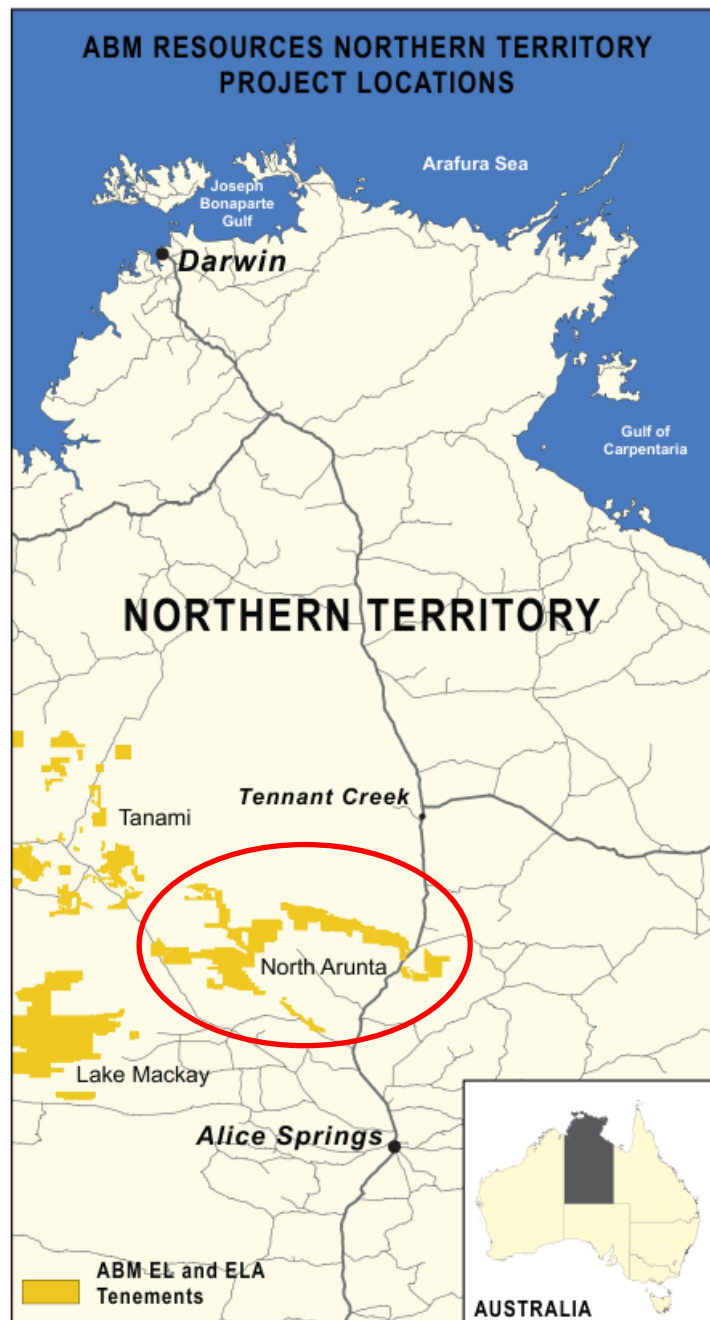 ABM RESOURCES NORTHERN TERRITORY
PROJECT LOCATIONS
Arafura Sea
Joseph
Bonaparte
Gulf
Darwin
Gulf of
Carpentaria
NORTHERN TERRITORY
Tennant Creek
Tanami
North Arunta
Lake Mackay
Alice Springs
ABM EL and ELA
Tenements
AUSTRALIA